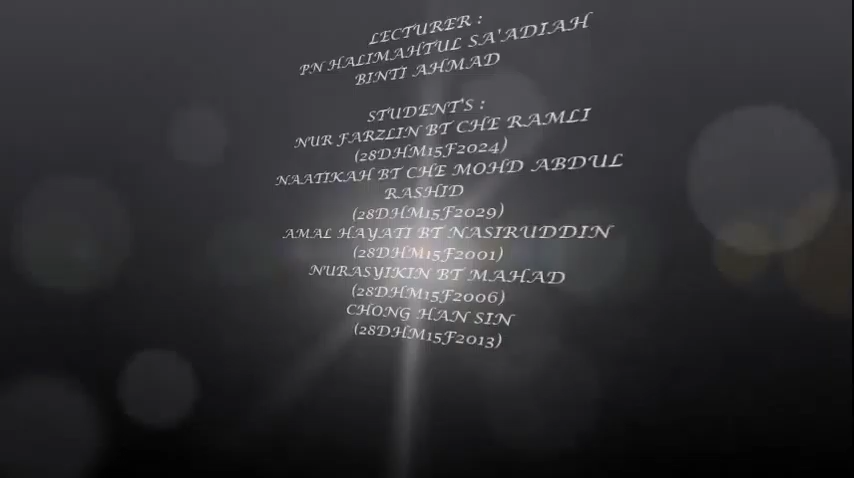 LECTURER :
PN HALIMAHTUL SA'ADIAH
BINTI AHMAD
STUDENT'S :
NUR FARZLIN BT CHE RAMLI
(28DHM15F2024)
NAATIKAH BT CHE MOHD ABDUL
RASHID
(28DHM15F2029)
AMAL HAYATI BT NASIRUDDIN
(28DHM15F2001)
NURASYIKIN BT MAHAD
(28DHM15F2006)
CHONG HAN SIN
(28DHM15F2013)